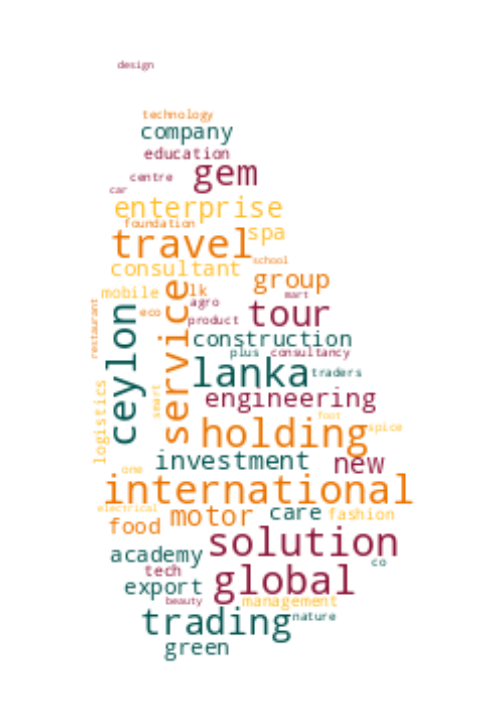 design
technology
company
education
centre
gem
car
enterprise
foundation
spa
travel
school
consultant
group
mobile
lk
mart
agro
restaurant
eco
product
tour
ceylon
service
construction
plus
consultancy
lanka
traders
engineering
logistics
smart
foot
holding
spice
investment
new
one
international
electrical
motor
care
fashion
food
solution
academy
co
tech
global
export
beauty
management
trading
nature
green